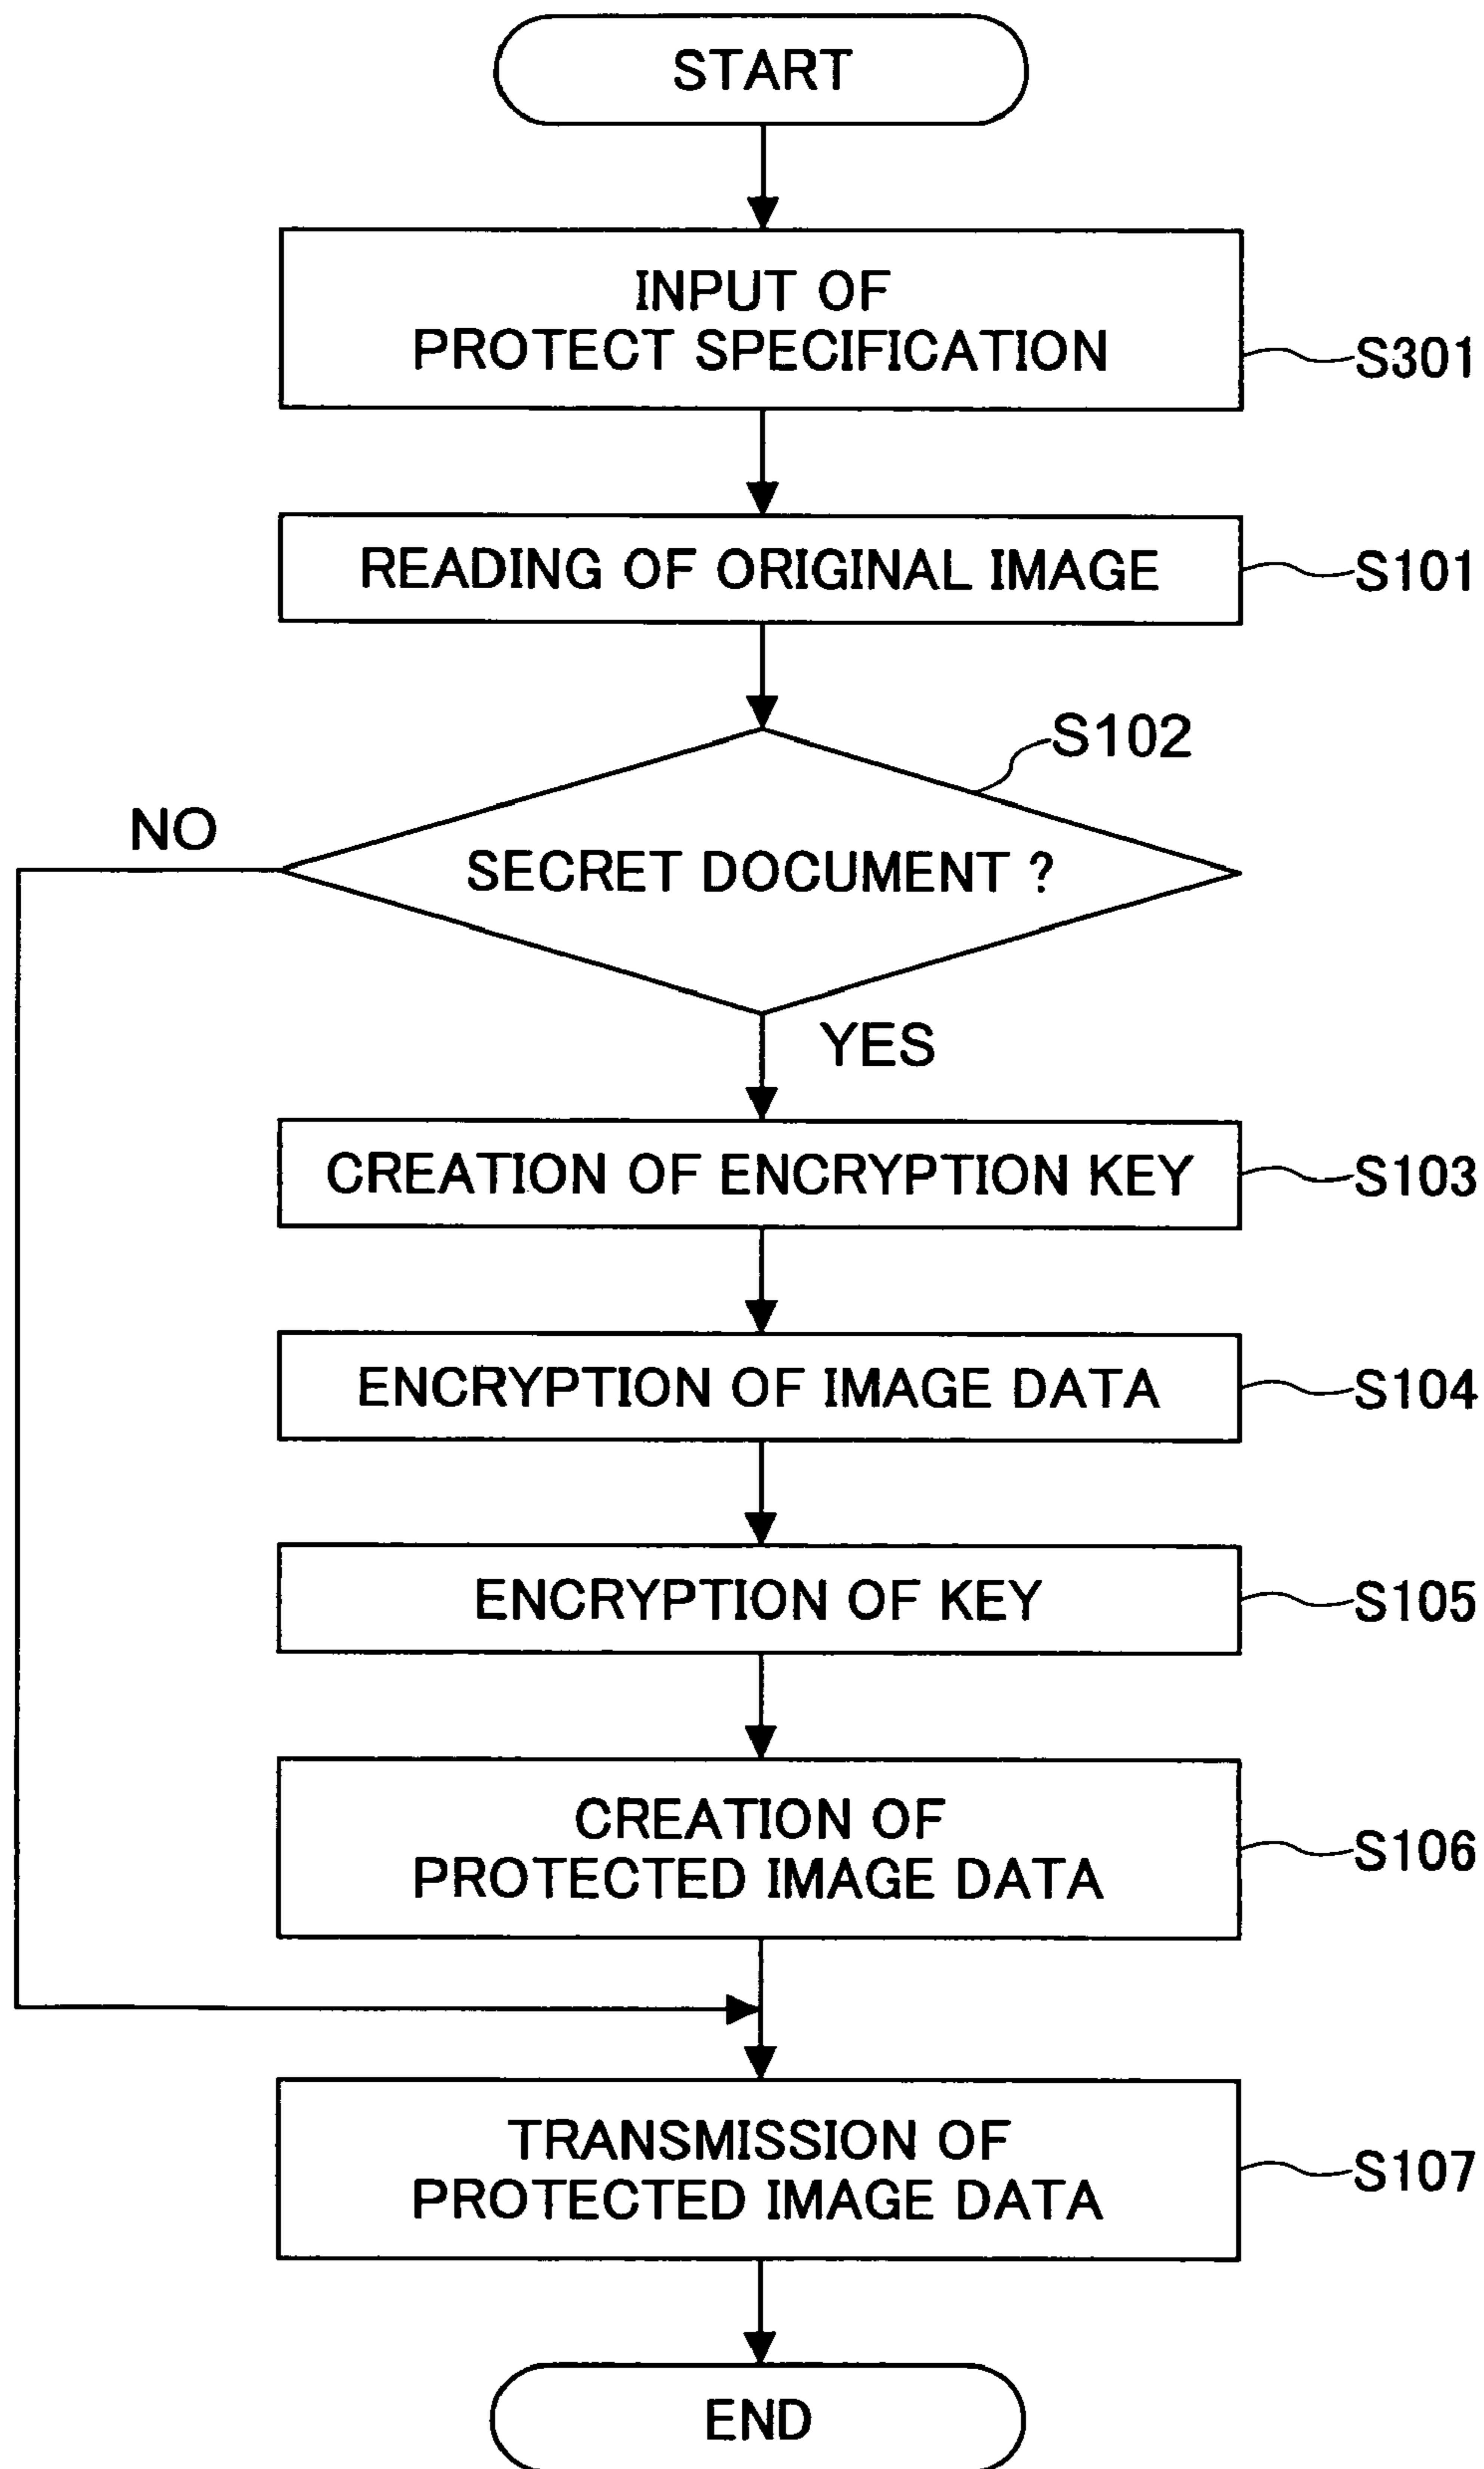 START
INPUT OF
PROTECT SPECIFICATION
S301
READING OF ORIGINAL IMAGE
S101
S102
NO
SECRET DOCUMENT ?
YES
CREATION OF ENCRYPTION KEY
S103
ENCRYPTION OF IMAGE DATA
S104
ENCRYPTION OF KEY
S105
CREATION OF
PROTECTED IMAGE DATA
S106
TRANSMISSION OF
PROTECTED IMAGE DATA
S107
END